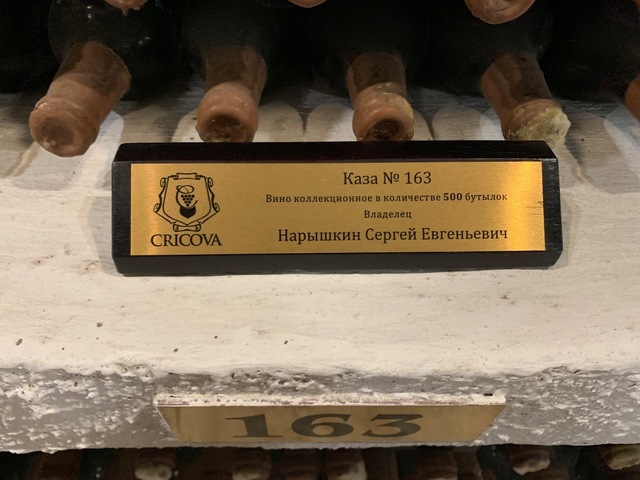 Каза № 163
Вино коллекционное в количестве 500 бутылок
Владелец
Нарышкин Сергей Евгеньевич
CRICOVA
163